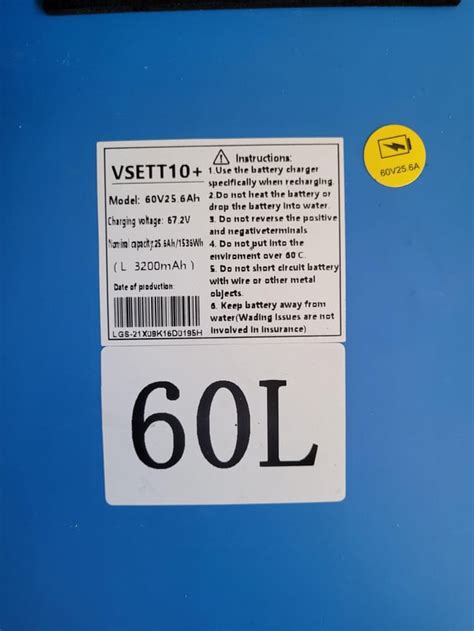 VSETT10+
Model: 60V25.6Ah
Charging voltage: 67.2V
Nominal capacity:25.6Ah/1536Wh
( L 3200mAh )
Date of production:
LGS-21X09K16D0195H
Instructions:
1.Use the battery charger
specifically when recharging.
2.Do not heat the battery or
drop the battery into water.
3. Do not reverse the positive
and negativeterminals
4. Do not put into the
enviroment over 60 C.
5. Do not short circuit battery
with wire or other metal
objects.
6. Keep battery away from
water(Wading issues are not
involved in insurance)
60V25.6A
60L